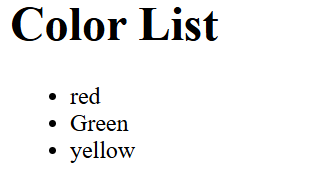 Color List
• red
• Green
• yellow